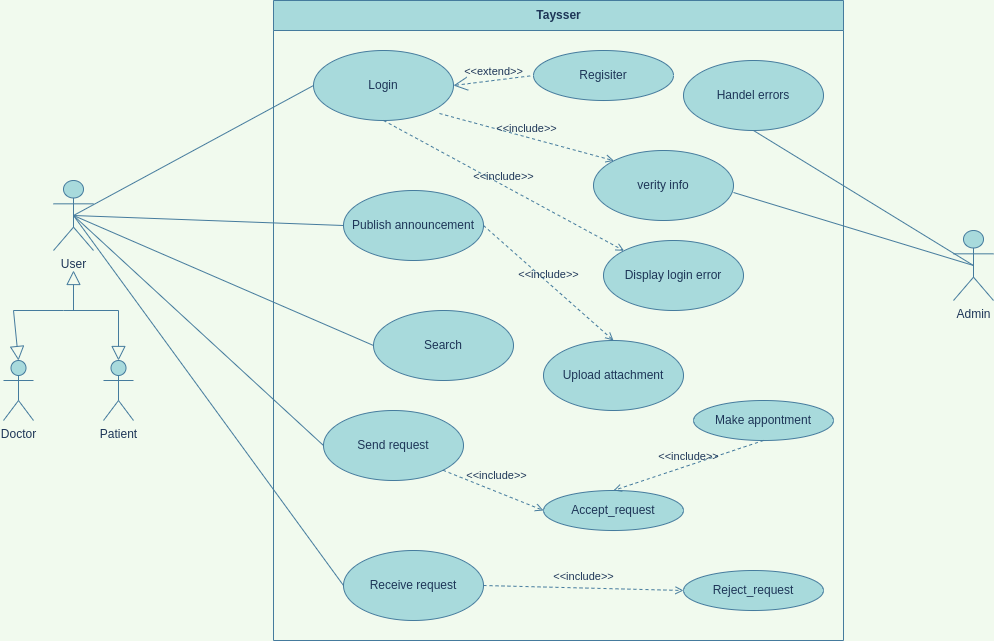 Taysser
Login
<<extend>>
Regisiter
Handel errors
<<include>>
<<include>>
verity info
User
Publish announcement
<<include>>
Display login error
Admin
Search
Upload attachment
Doctor
Patient
Send request
Make appontment
<<include>>
<<include>>
Accept_request
Receive request
<<include>>
Reject_request